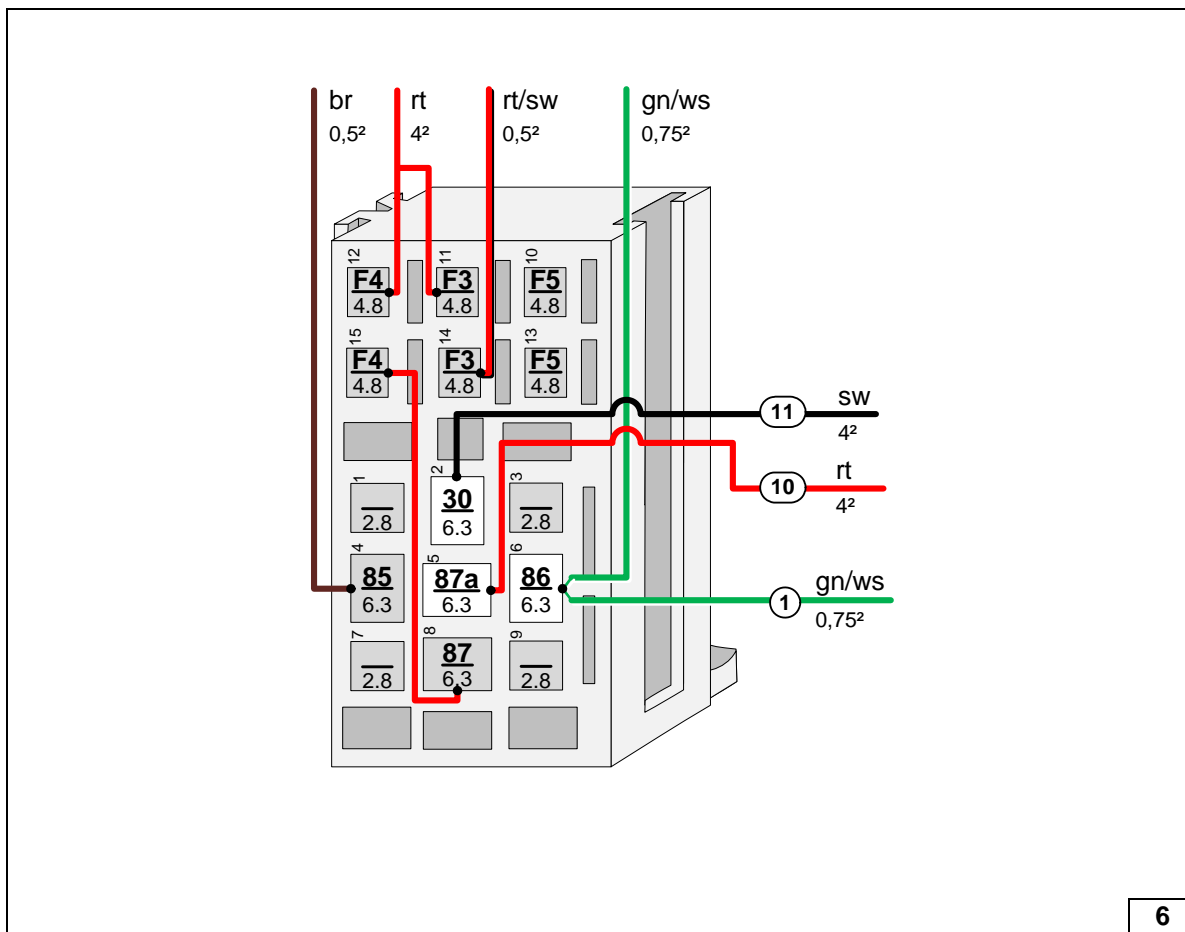 br rt rt/sw gn/ws
0,5² 4² 0,5² 0,75²
12 11 10
F4 F3 F5
4.8 4.8 4.8
15 14 13
F4 F3 F5
4.8 4.8 4.8
11 sw
4²
10 rt
4²
1 2 3
2.8 30 2.8
6.3
4 5 6
85 87a 86
6.3 6.3 6.3
1 gn/ws
0,75²
7 8 9
2.8 87 2.8
6.3
6